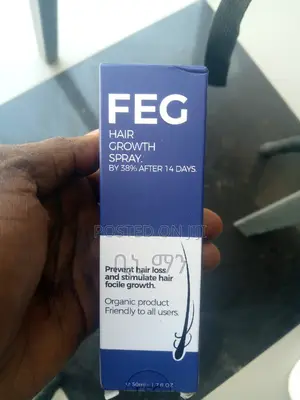 FEG
HAIR
GROWTH
SPRAY.
BY 38% AFTER 14 DAYS.
POSTED ON JIJI
በነ ማን
Prevent hair loss
and stimulate hair
focile growth.
Organic product
Friendly to all users.